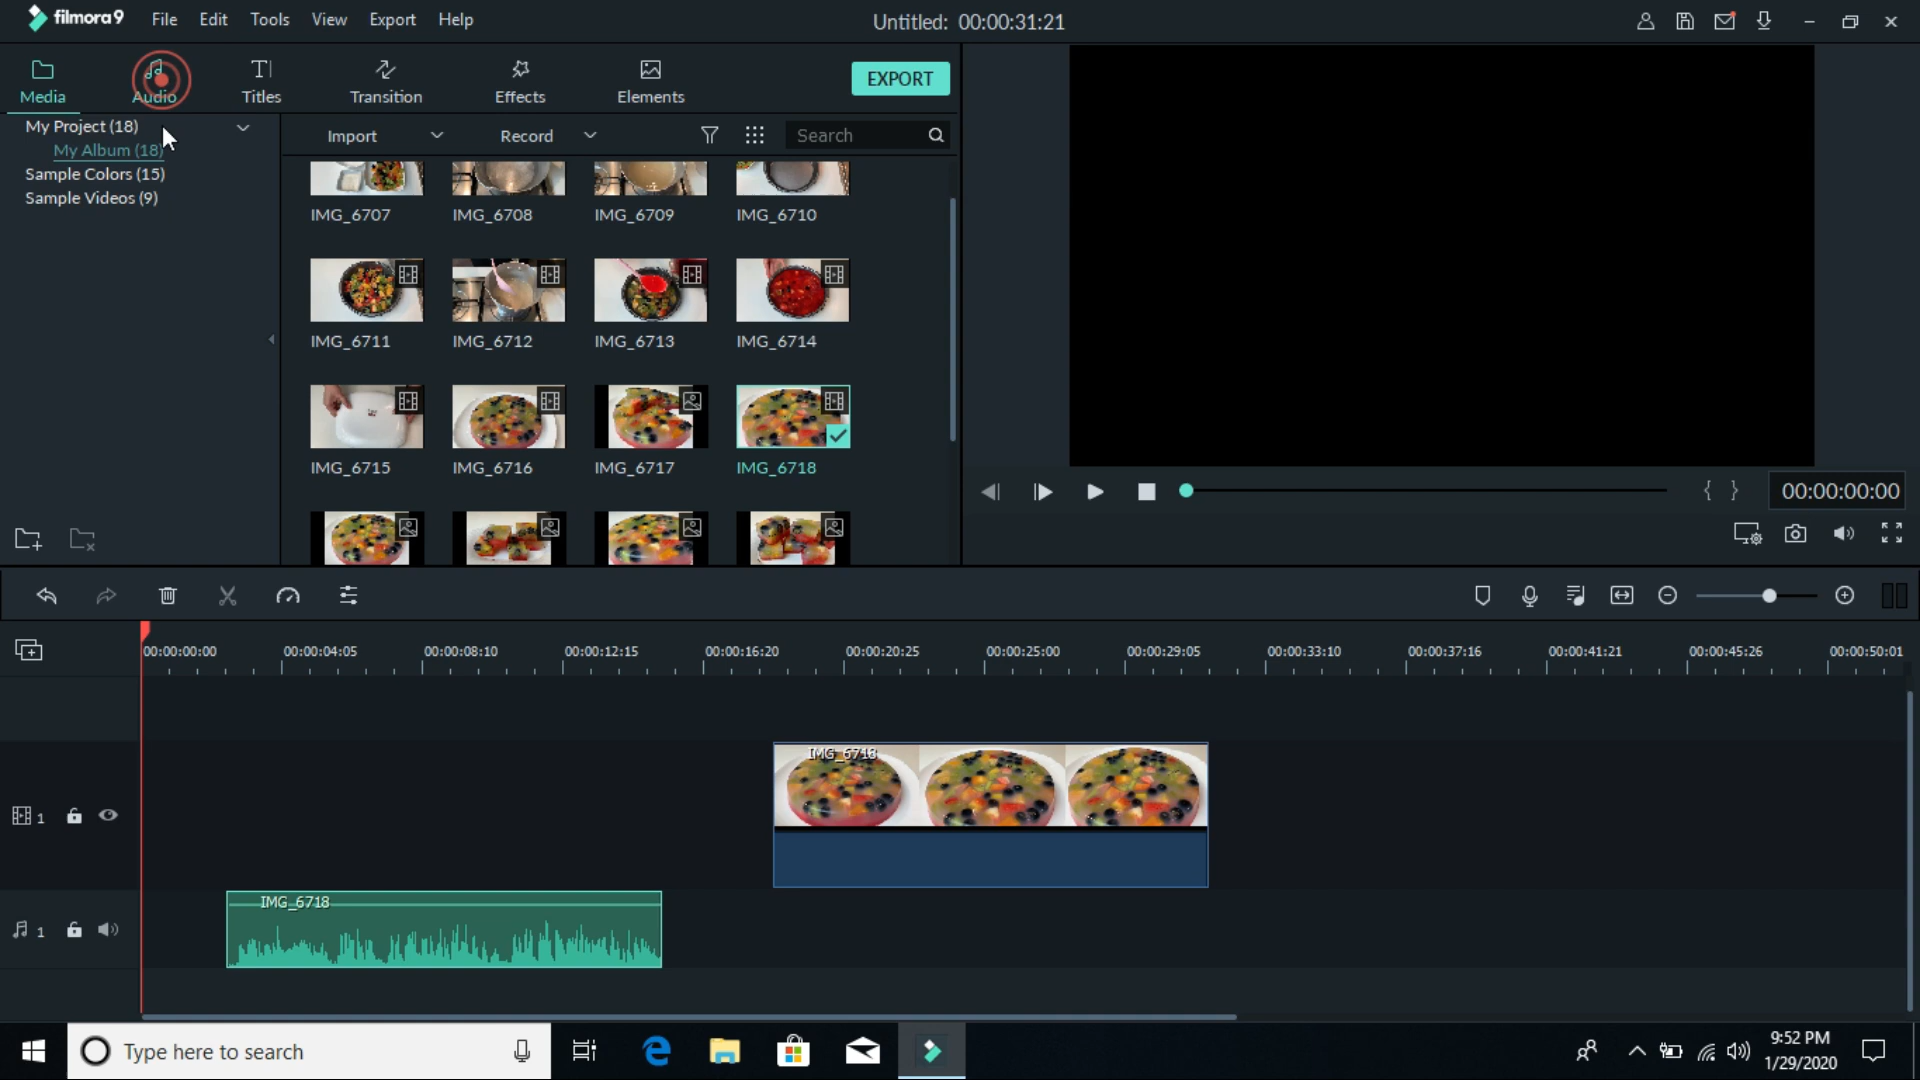 filmora9 File Edit Tools View Export Help Untitled: 00:00:31:21
Media Audio Titles Transition Effects Elements EXPORT
My Project (18)
My Album (18)
Sample Colors (15)
Sample Videos (9)
Import Record Search
IMG_6707 IMG_6708 IMG_6709 IMG_6710
IMG_6711 IMG_6712 IMG_6713 IMG_6714
IMG_6715 IMG_6716 IMG_6717 IMG_6718
{ } 00:00:00:00
00:00:00:00 00:00:04:05 00:00:08:10 00:00:12:15 00:00:16:20 00:00:20:25 00:00:25:00 00:00:29:05 00:00:33:10 00:00:37:16 00:00:41:21 00:00:45:26 00:00:50:01
IMG_6718
1
IMG_6718
1
Type here to search
9:52 PM
1/29/2020